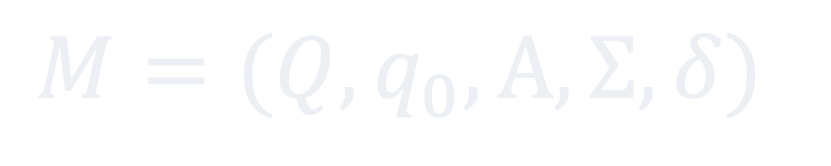 M = (Q, q₀, A, Σ, δ)